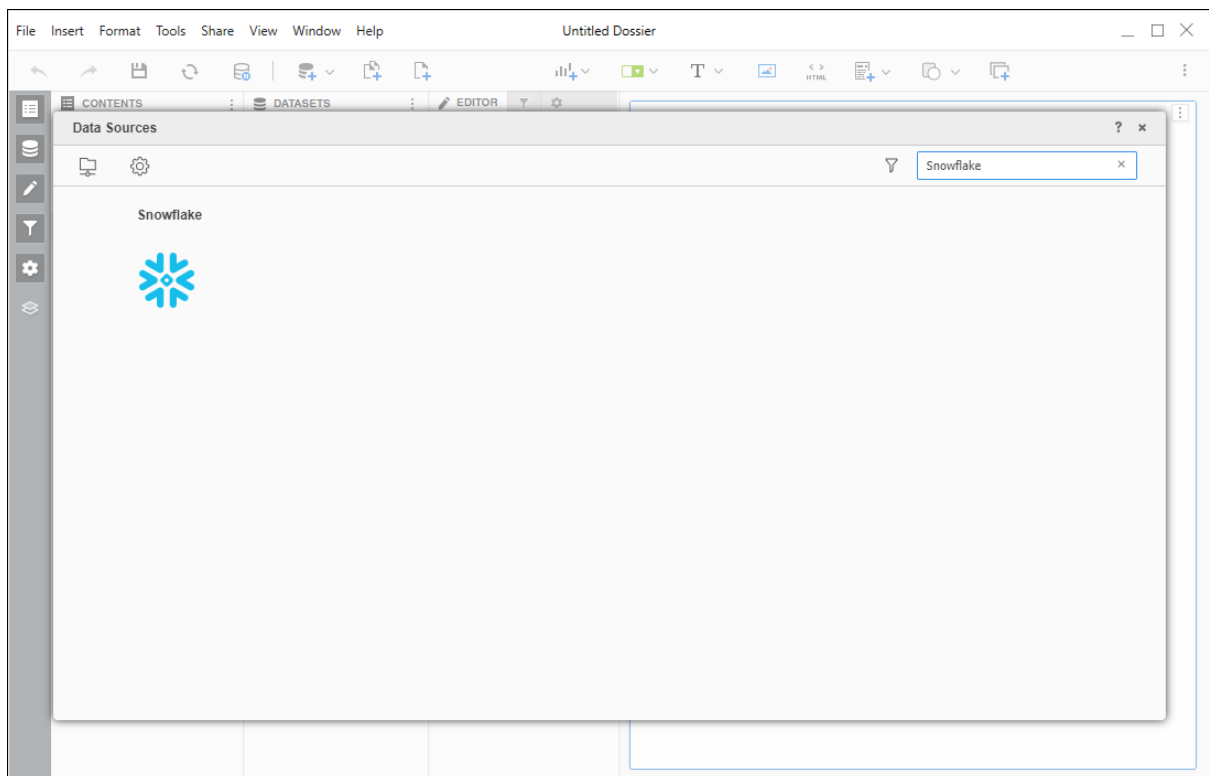 File Insert Format Tools Share View Window Help Untitled Dossier
T HTML
CONTENTS DATASETS EDITOR
Data Sources ?
Snowflake
Snowflake